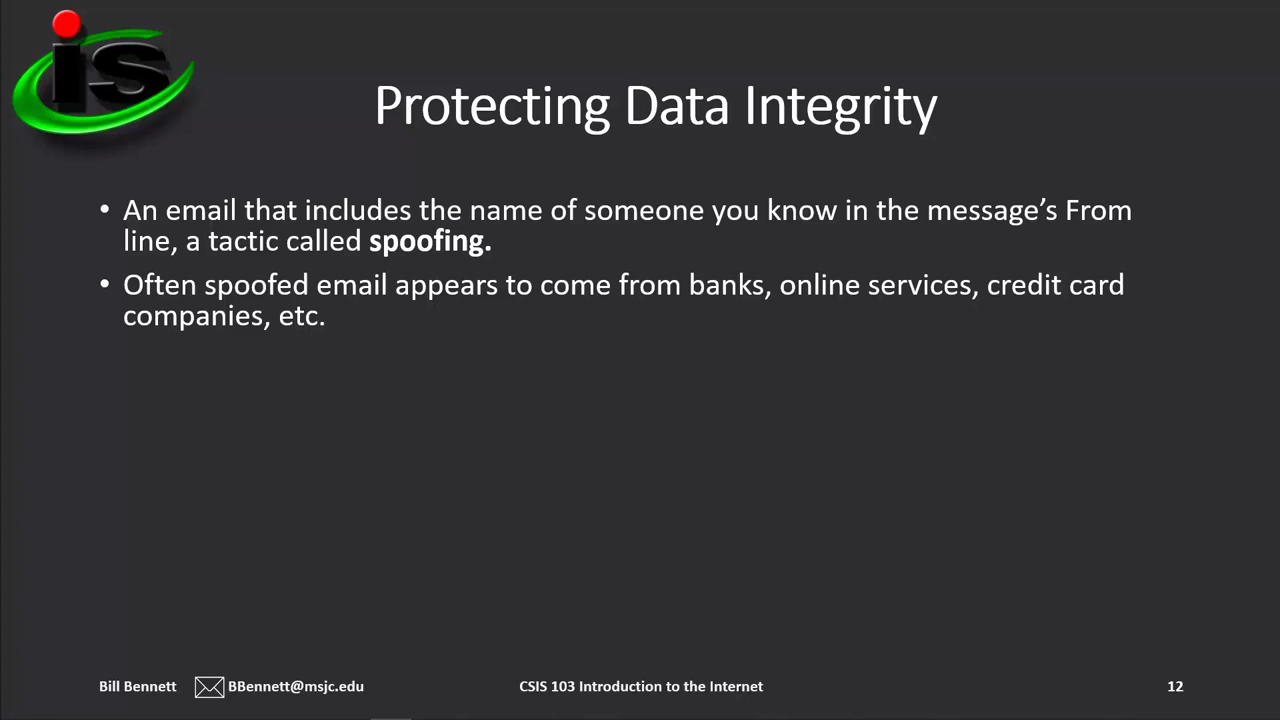 is
Protecting Data Integrity
• An email that includes the name of someone you know in the message’s From
line, a tactic called spoofing.
• Often spoofed email appears to come from banks, online services, credit card
companies, etc.
Bill Bennett BBennett@msjc.edu CSIS 103 Introduction to the Internet 12